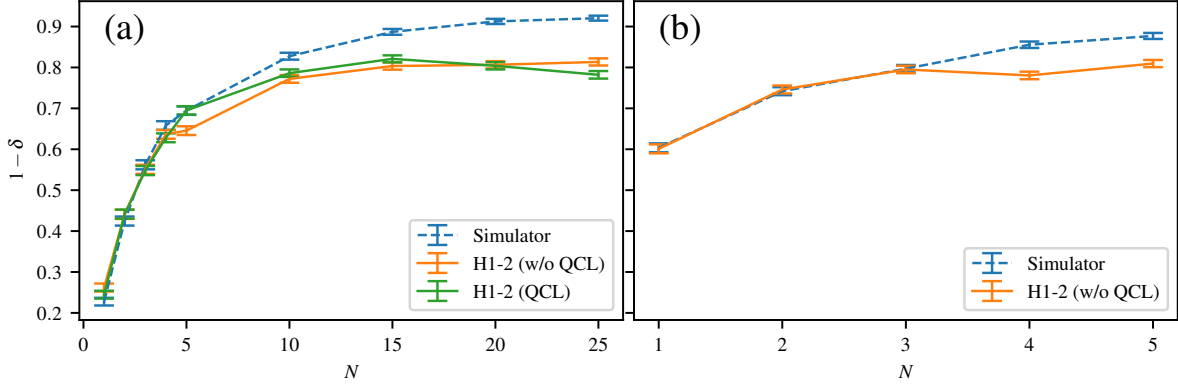 (a)
1 − δ
0.9
0.8
0.7
0.6
0.5
0.4
0.3
0.2
0
5
10
15
20
25
N
Simulator
H1-2 (w/o QCL)
H1-2 (QCL)
(b)
1
2
3
4
5
N
Simulator
H1-2 (w/o QCL)